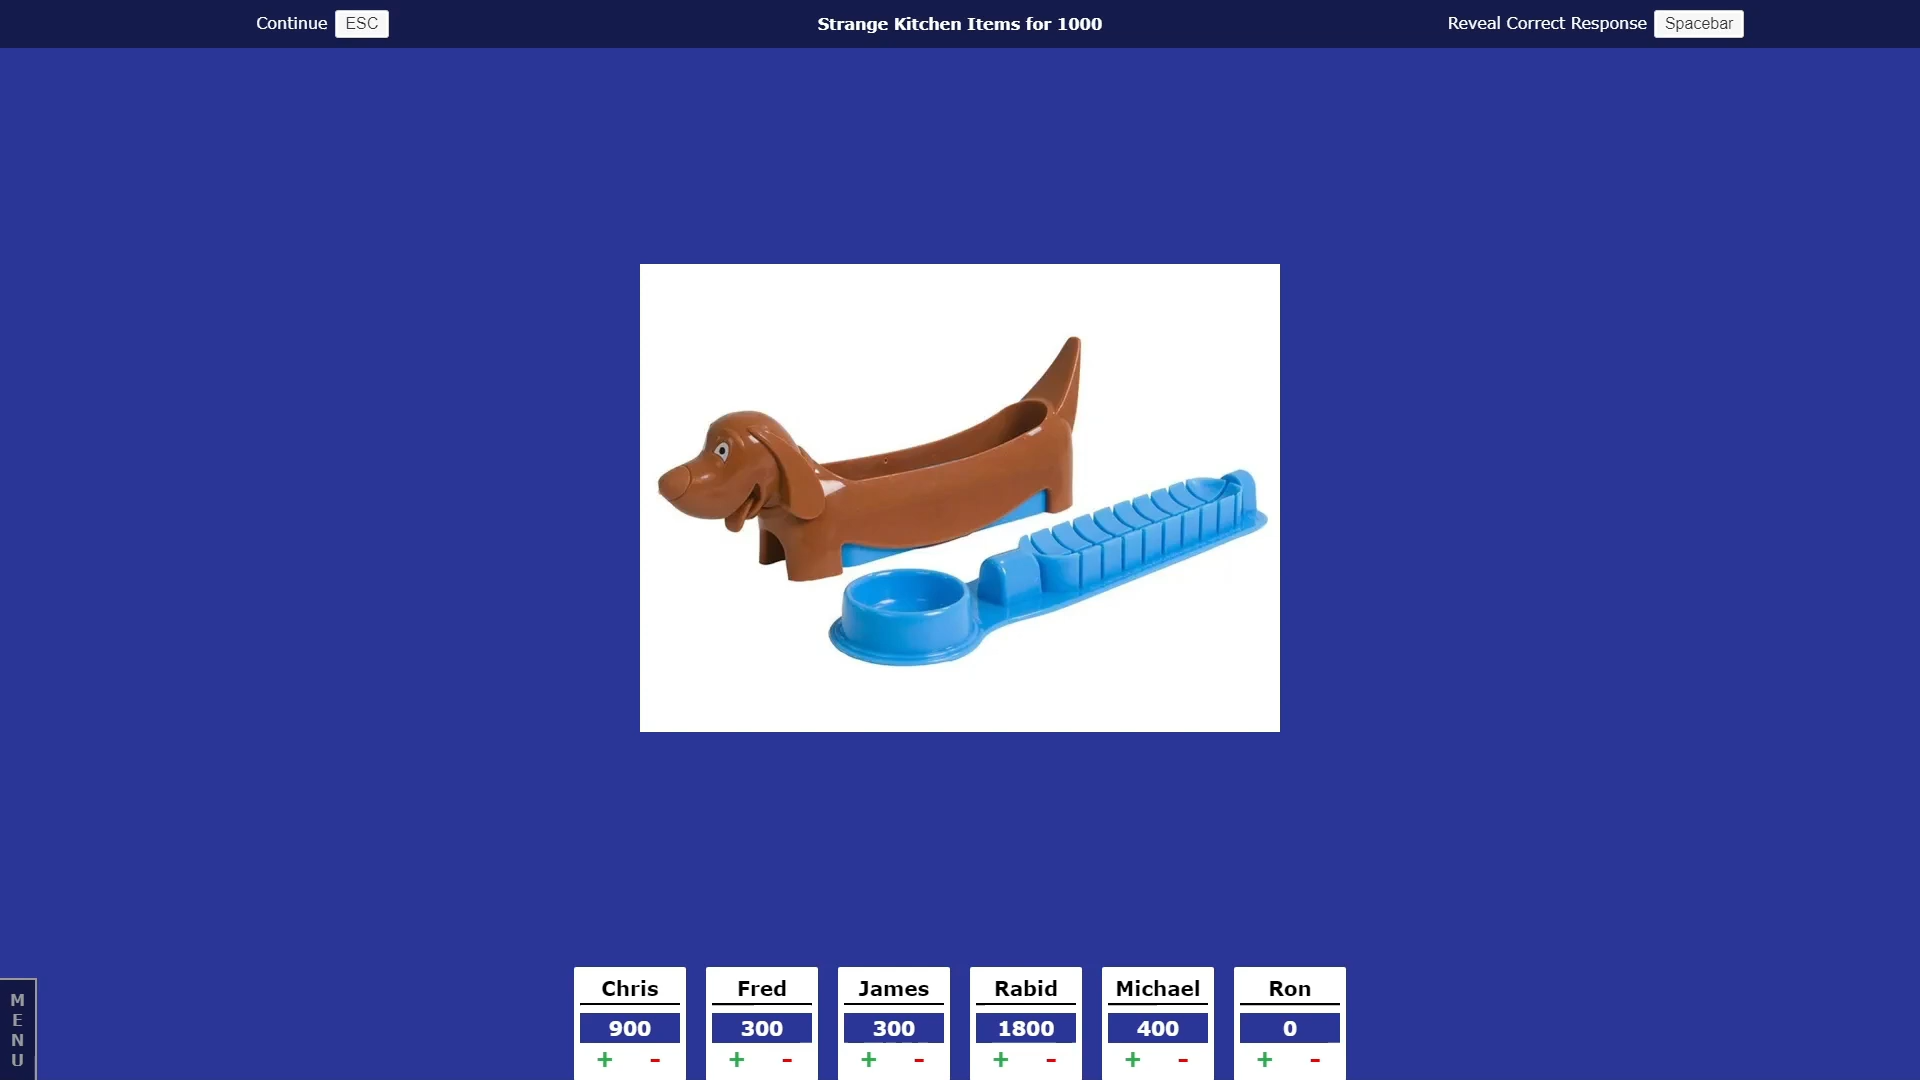 Continue ESC
Strange Kitchen Items for 1000
Reveal Correct Response Spacebar
Chris
900
+ -
Fred
300
+ -
James
300
+ -
Rabid
1800
+ -
Michael
400
+ -
Ron
0
+ -
MENU